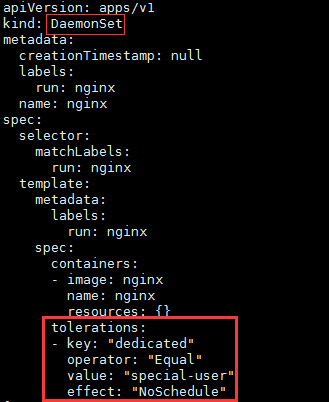 apiVersion: apps/v1
kind: DaemonSet
metadata:
  creationTimestamp: null
  labels:
    run: nginx
  name: nginx
spec:
  selector:
    matchLabels:
      run: nginx
  template:
    metadata:
      labels:
        run: nginx
    spec:
      containers:
      - image: nginx
        name: nginx
        resources: {}
      tolerations:
      - key: "dedicated"
        operator: "Equal"
        value: "special-user"
        effect: "NoSchedule"